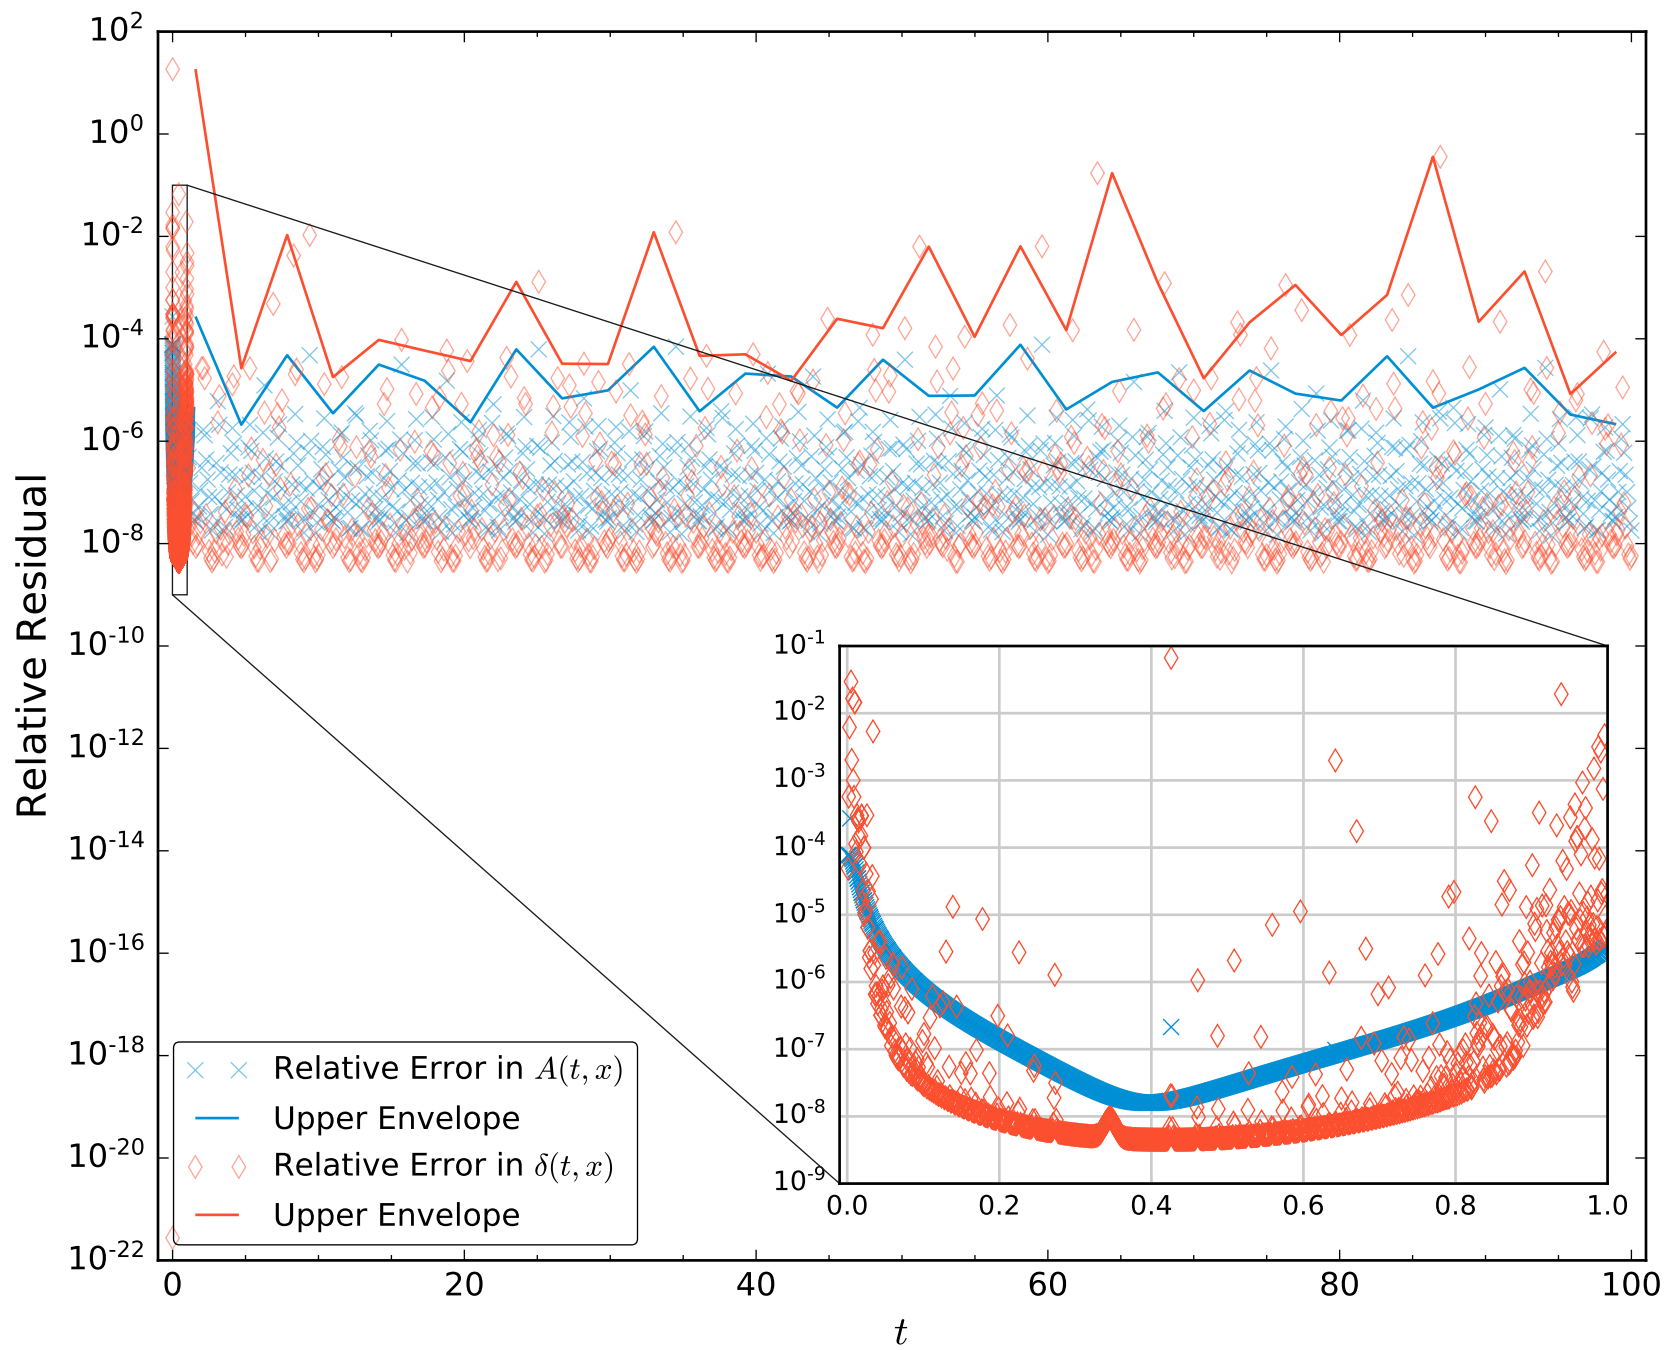 10^2
10^0
10^-2
10^-4
10^-6
10^-8
10^-10
10^-12
10^-14
10^-16
10^-18
10^-20
10^-22
Relative Residual
0 20 40 60 80 100
t
Relative Error in A(t, x)
Upper Envelope
Relative Error in δ(t, x)
Upper Envelope
10^-1
10^-2
10^-3
10^-4
10^-5
10^-6
10^-7
10^-8
10^-9
0.0 0.2 0.4 0.6 0.8 1.0